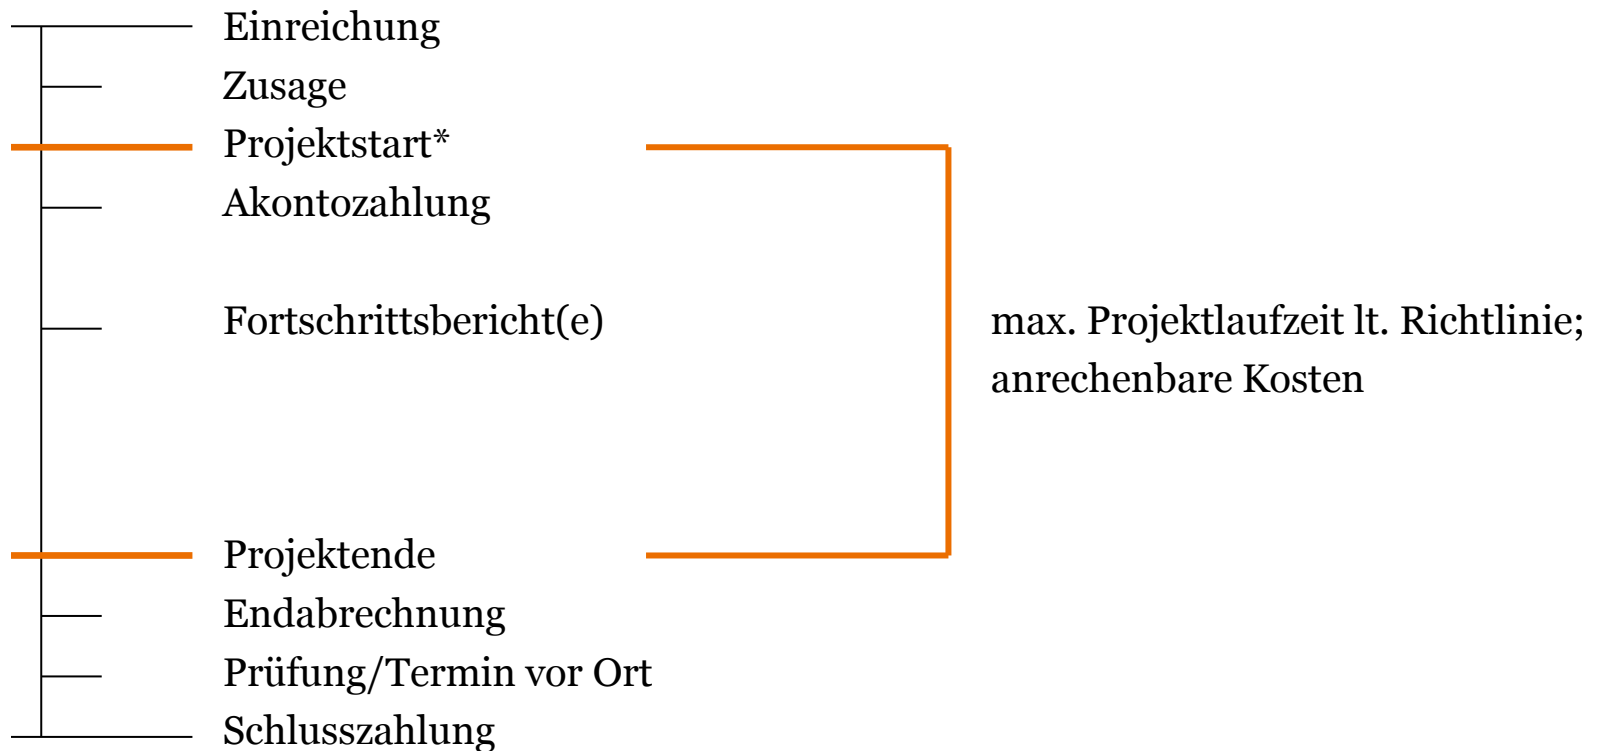 Einreichung
Zusage
Projektstart*
Akontozahlung
Fortschrittsbericht(e)
max. Projektlaufzeit lt. Richtlinie;
anrechenbare Kosten
Projektende
Endabrechnung
Prüfung/Termin vor Ort
Schlusszahlung